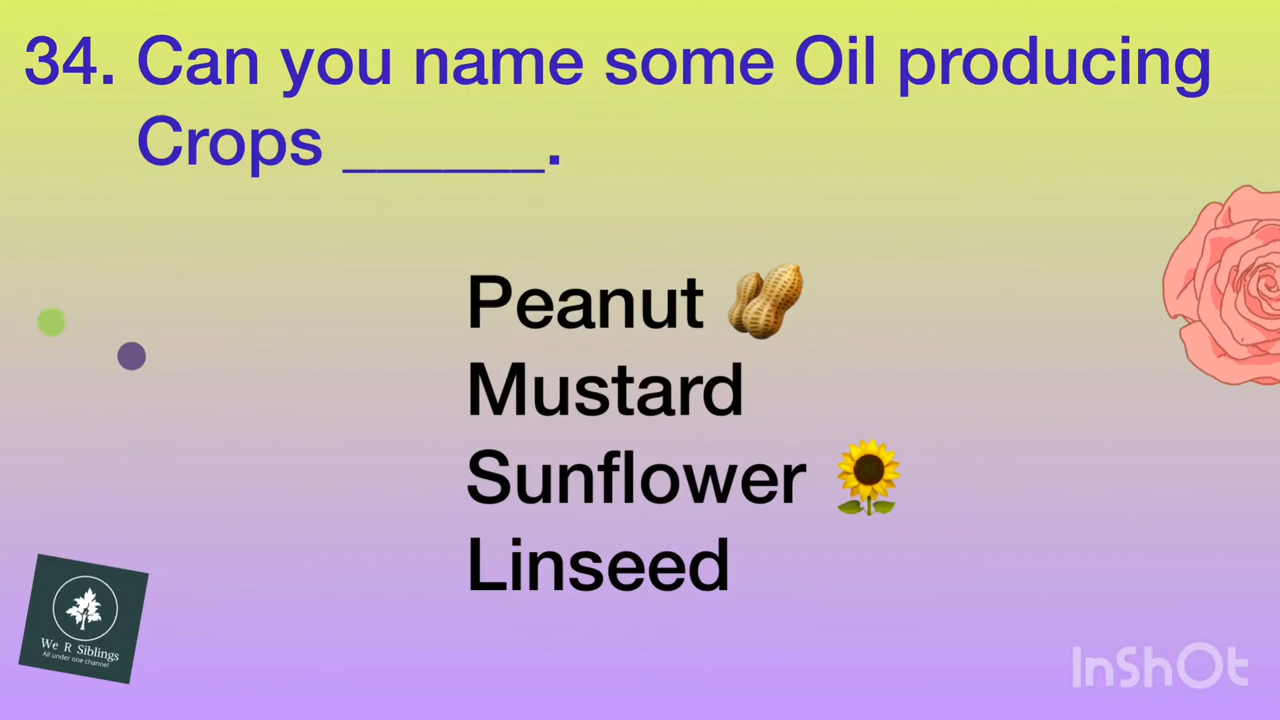 34. Can you name some Oil producing
Crops ______.
Peanut 🥜
Mustard
Sunflower 🌻
Linseed
We R Siblings
All under one channel
InShOt